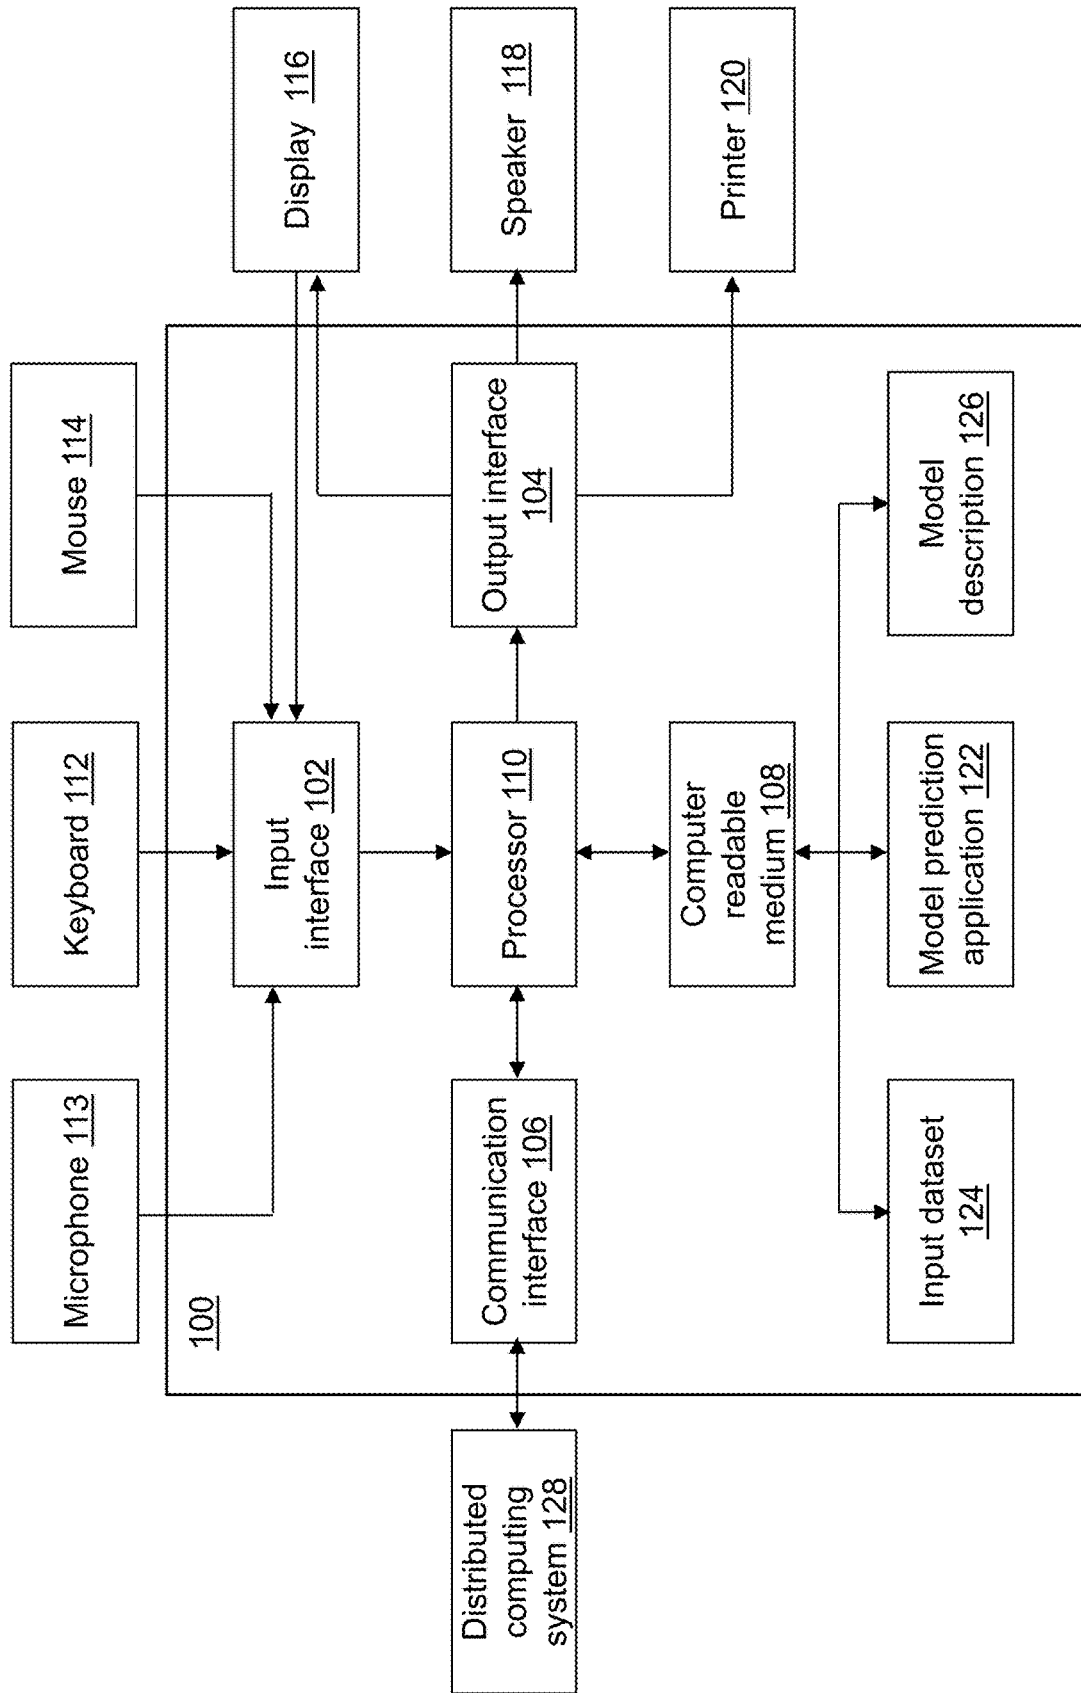 Microphone 113
Keyboard 112
Mouse 114
100
Input
interface 102
Display 116
Distributed
computing
system 128
Communication
interface 106
Processor 110
Output interface
104
Speaker 118
Computer
readable
medium 108
Printer 120
Input dataset
124
Model prediction
application 122
Model
description 126